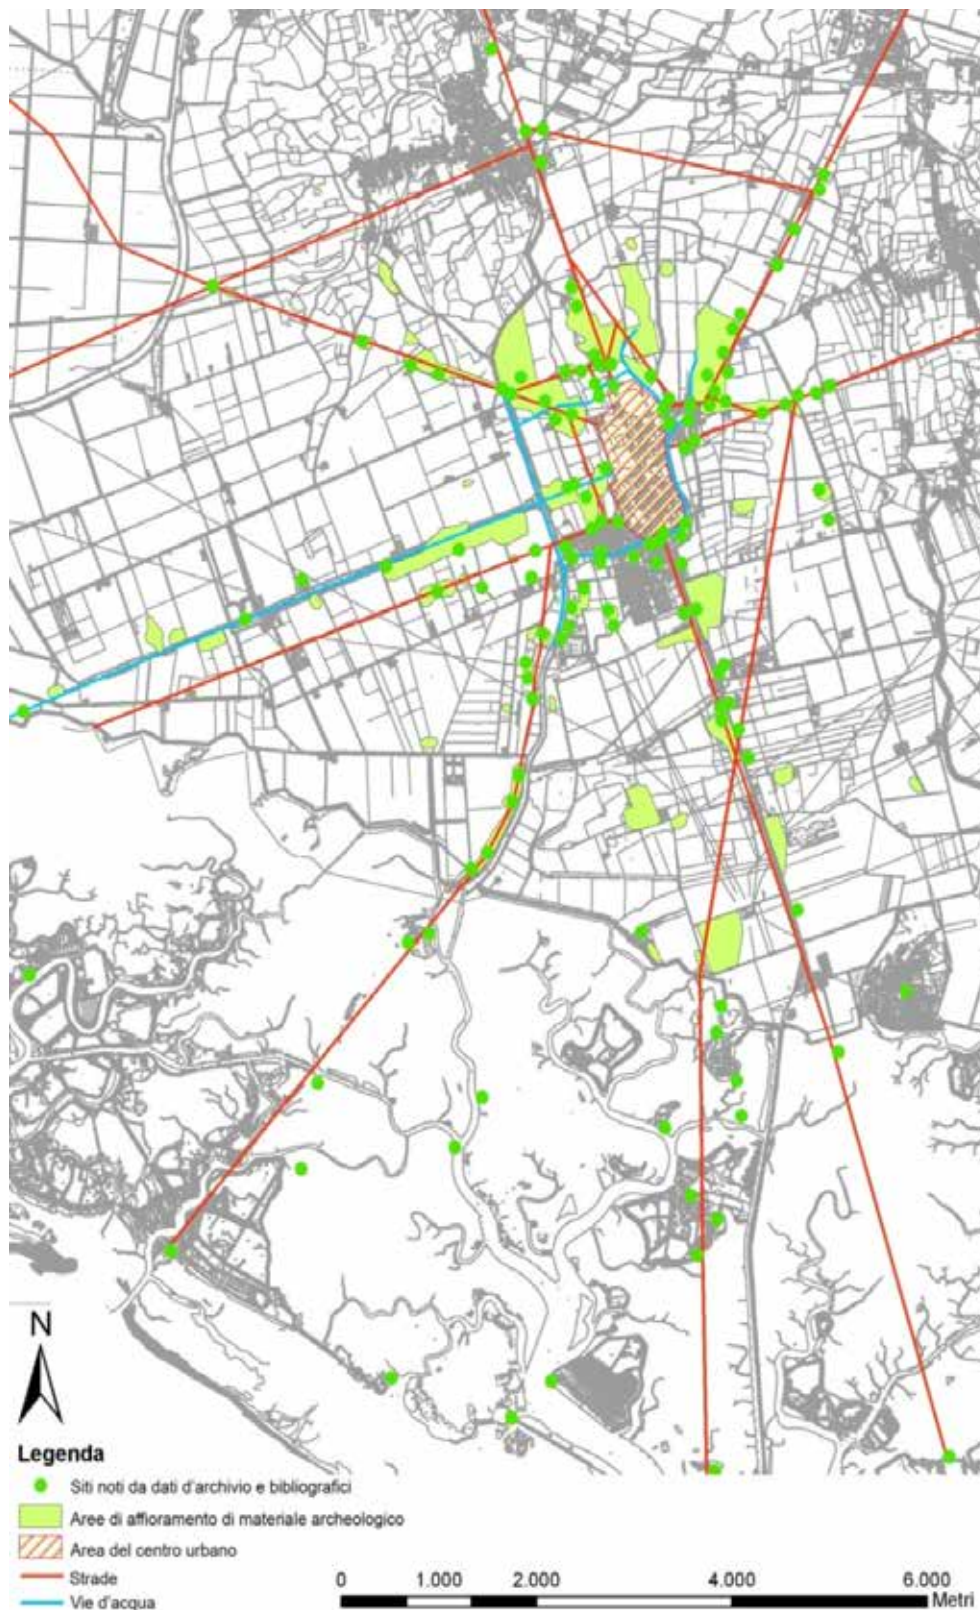 N
Legenda
Siti noti da dati d'archivio e bibliografici
Aree di affioramento di materiale archeologico
Area del centro urbano
Strade
Vie d'acqua
0 1.000 2.000 4.000 6.000
Metri